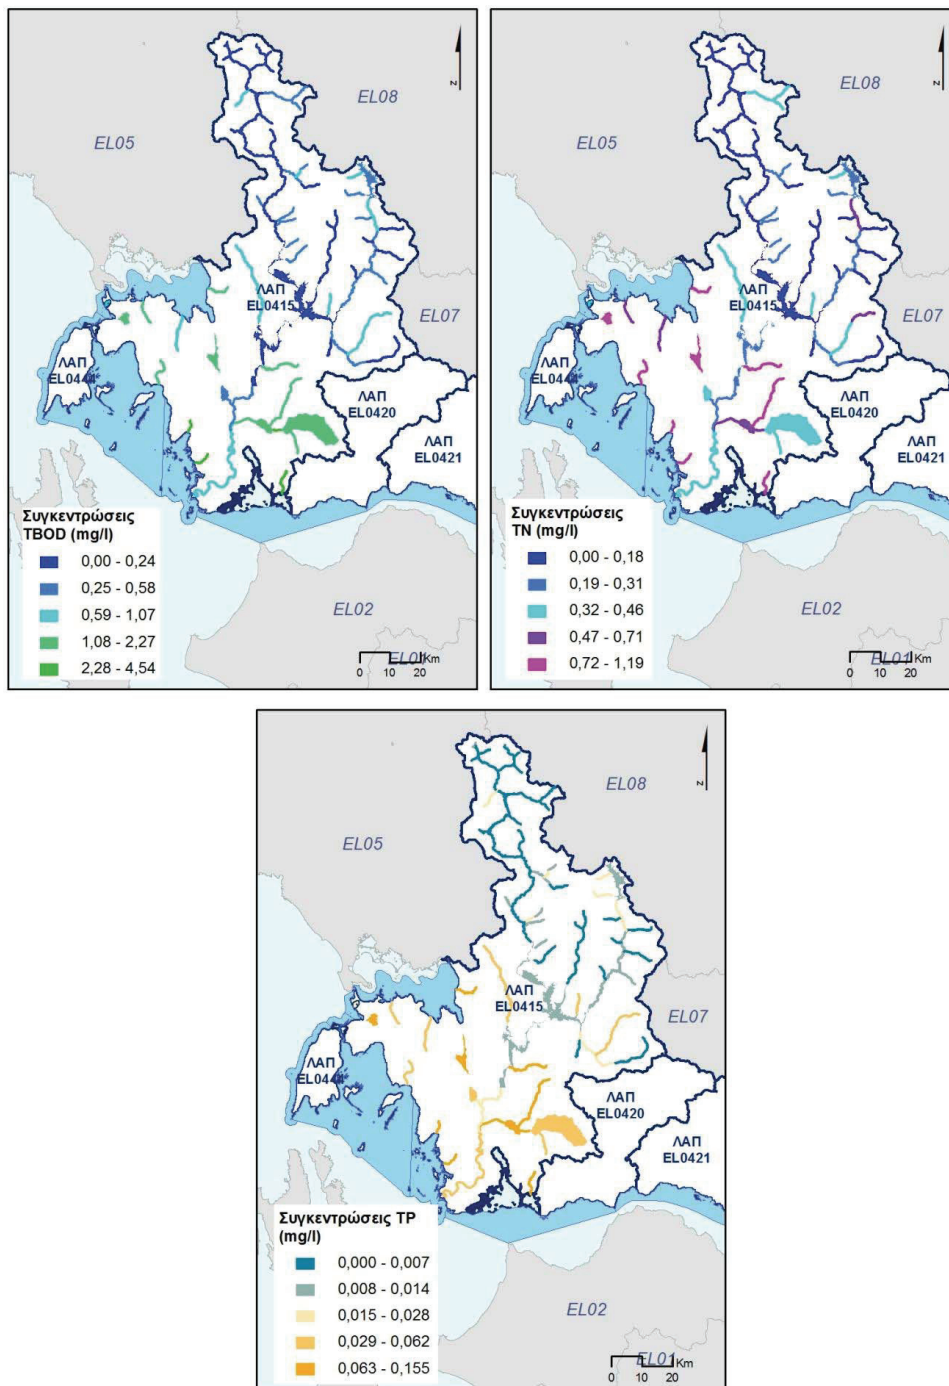 EL08
EL05
ΛΑΠ
EL0415
EL07
ΛΑΠ
EL0444
ΛΑΠ
EL0420
ΛΑΠ
EL0421
Συγκεντρώσεις
TBOD (mg/l)
0,00 - 0,24
0,25 - 0,58
0,59 - 1,07
1,08 - 2,27
2,28 - 4,54
EL02
EL01
Km
0 10 20
z
EL08
EL05
ΛΑΠ
EL0415
EL07
ΛΑΠ
EL0444
ΛΑΠ
EL0420
ΛΑΠ
EL0421
Συγκεντρώσεις
TN (mg/l)
0,00 - 0,18
0,19 - 0,31
0,32 - 0,46
0,47 - 0,71
0,72 - 1,19
EL02
EL01
Km
0 10 20
z
EL08
EL05
ΛΑΠ
EL0415
EL07
ΛΑΠ
EL0444
ΛΑΠ
EL0420
ΛΑΠ
EL0421
Συγκεντρώσεις TP
(mg/l)
0,000 - 0,007
0,008 - 0,014
0,015 - 0,028
0,029 - 0,062
0,063 - 0,155
EL02
EL01
Km
0 10 20
z